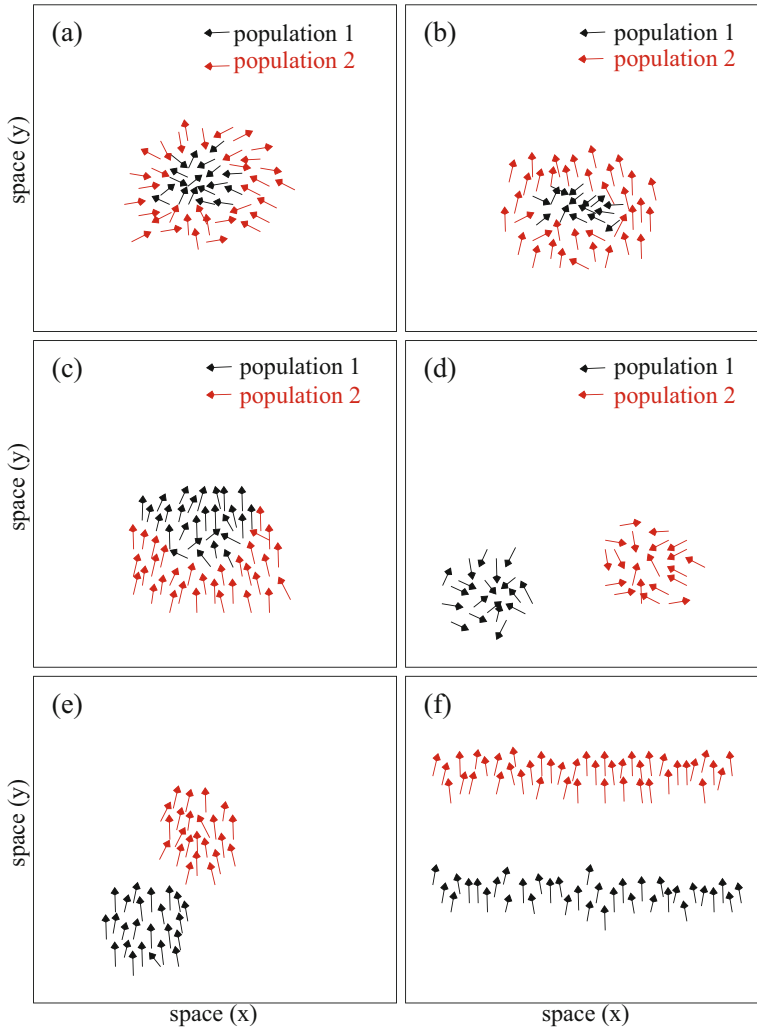 (a)
population 1
population 2
(b)
population 1
population 2
space (y)
(c)
population 1
population 2
(d)
population 1
population 2
space (y)
(e)
(f)
space (y)
space (x)
space (x)